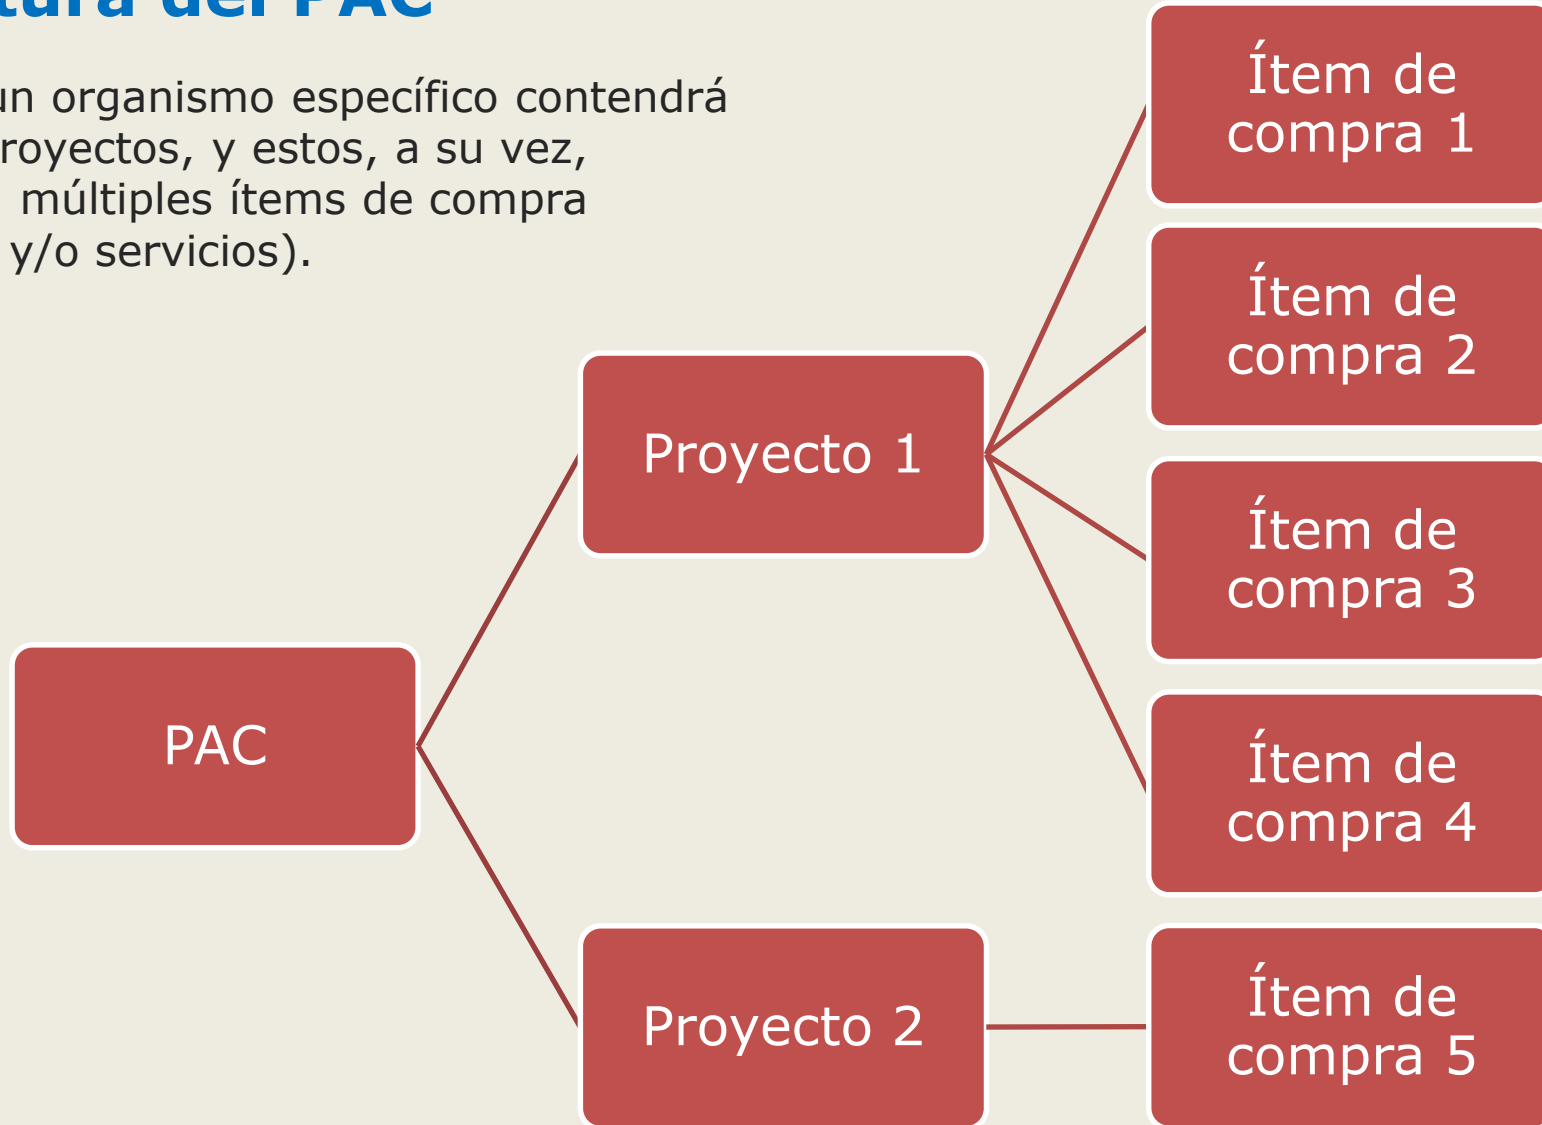 tura del PAC
un organismo específico contendrá
royectos, y estos, a su vez,
múltiples ítems de compra
y/o servicios).
Ítem de
compra 1
Ítem de
compra 2
Proyecto 1
Ítem de
compra 3
PAC
Ítem de
compra 4
Proyecto 2
Ítem de
compra 5